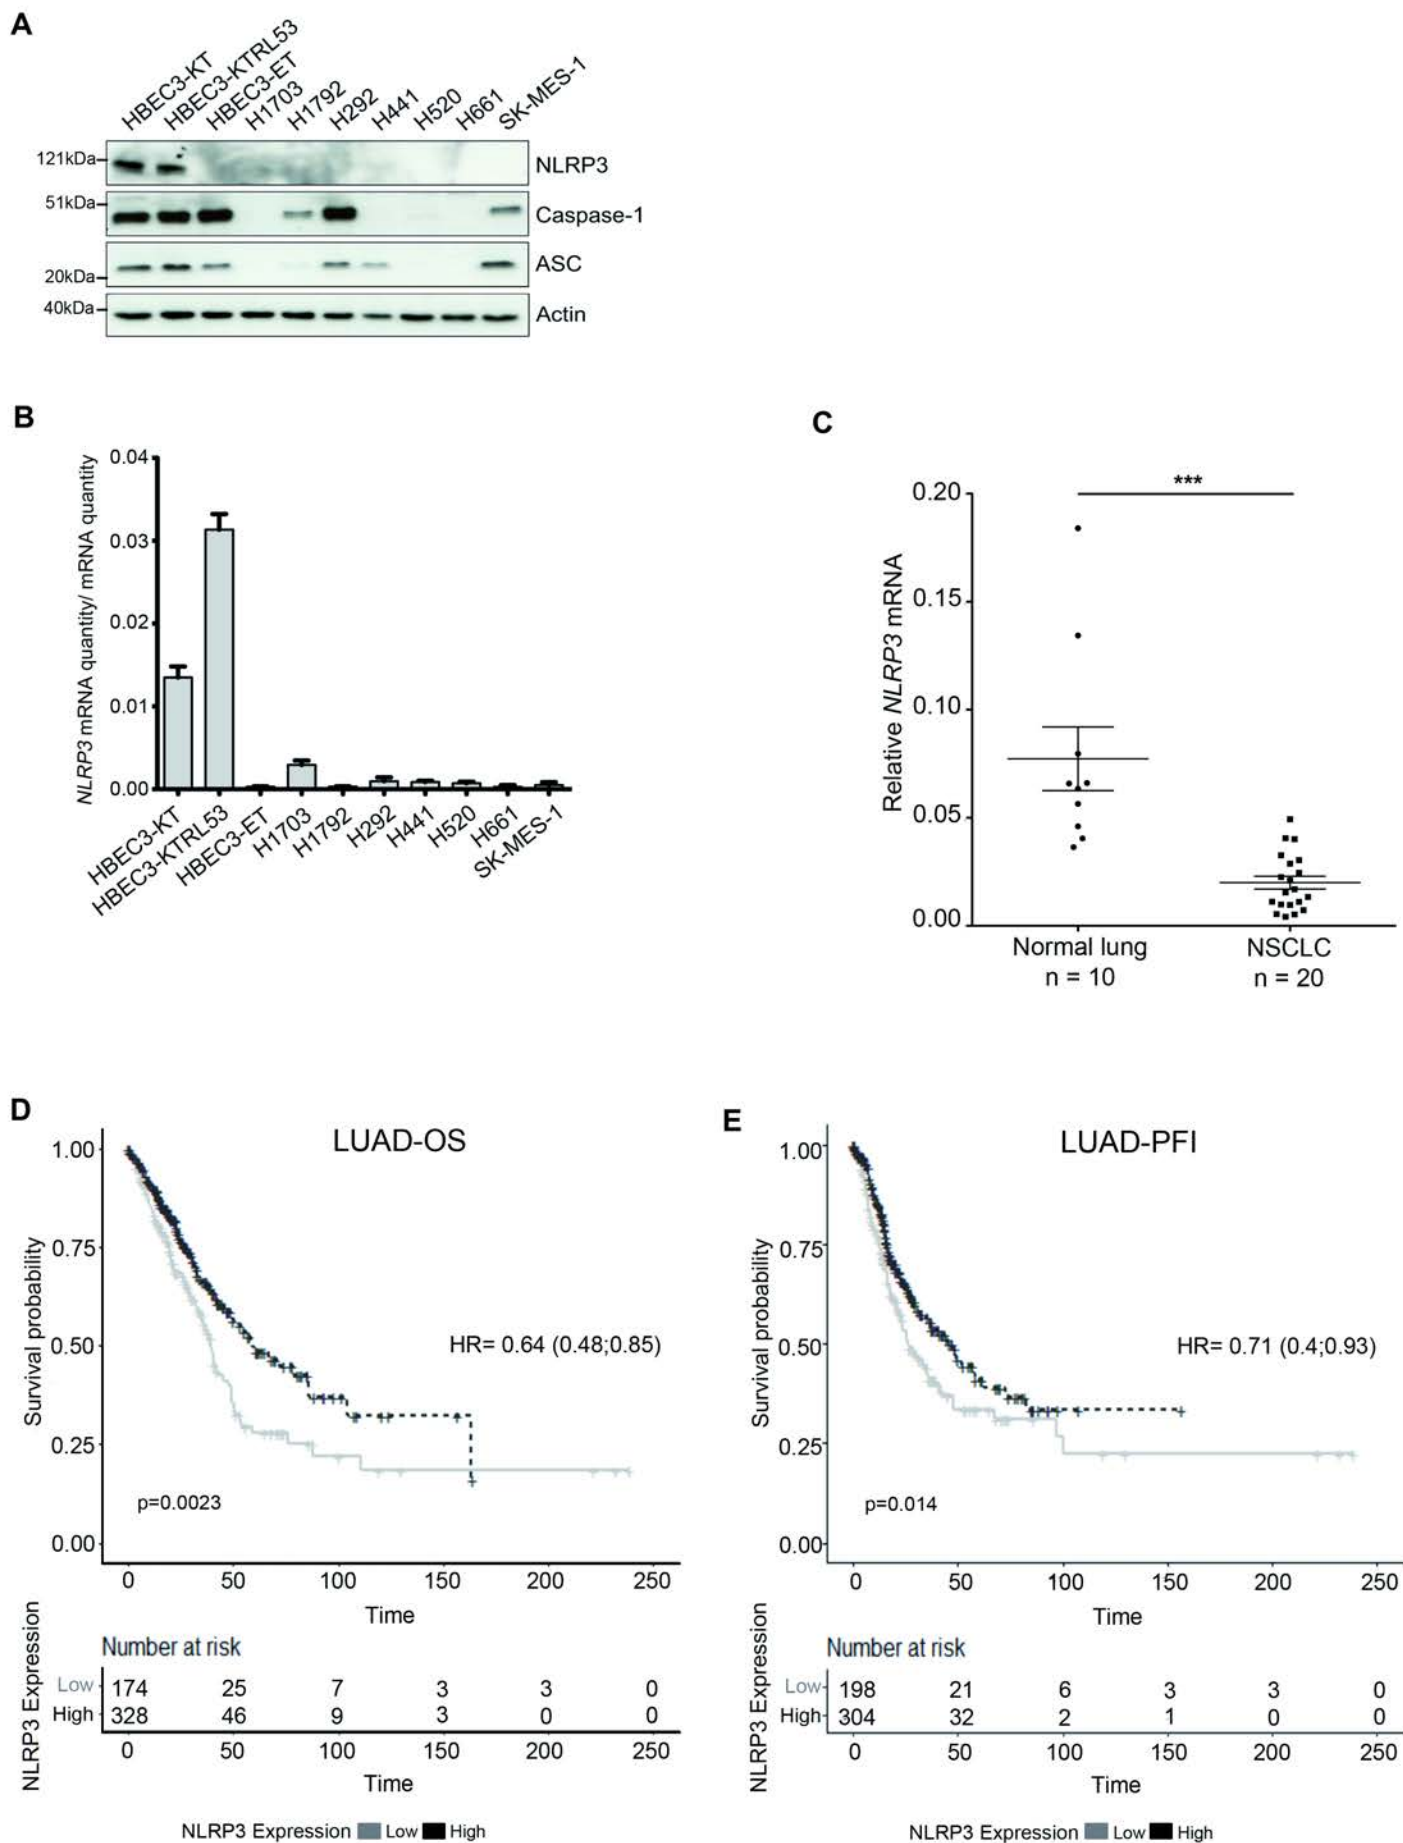 A
HBEC3-KT HBEC3-KTRL53 HBEC3-ET H1703 H1792 H292 H441 H520 H661 SK-MES-1
121kDa NLRP3
51kDa Caspase-1
20kDa ASC
40kDa Actin
B
NLRP3 mRNA quantity/ mRNA quantity
0.04
0.03
0.02
0.01
0.00
HBEC3-KT HBEC3-KTRL53 HBEC3-ET H1703 H1792 H292 H441 H520 H661 SK-MES-1
C
Relative NLRP3 mRNA
***
0.20
0.15
0.10
0.05
0.00
Normal lung NSCLC
n = 10 n = 20
D
LUAD-OS
Survival probability
1.00
0.75
0.50
0.25
0.00
HR= 0.64 (0.48;0.85)
p=0.0023
0 50 100 150 200 250
Time
NLRP3 Expression
Number at risk
Low 174 25 7 3 3 0
High 328 46 9 3 0 0
0 50 100 150 200 250
Time
NLRP3 Expression Low High
E
LUAD-PFI
Survival probability
1.00
0.75
0.50
0.25
0.00
HR= 0.71 (0.4;0.93)
p=0.014
0 50 100 150 200 250
Time
NLRP3 Expression
Number at risk
Low 198 21 6 3 3 0
High 304 32 2 1 0 0
0 50 100 150 200 250
Time
NLRP3 Expression Low High